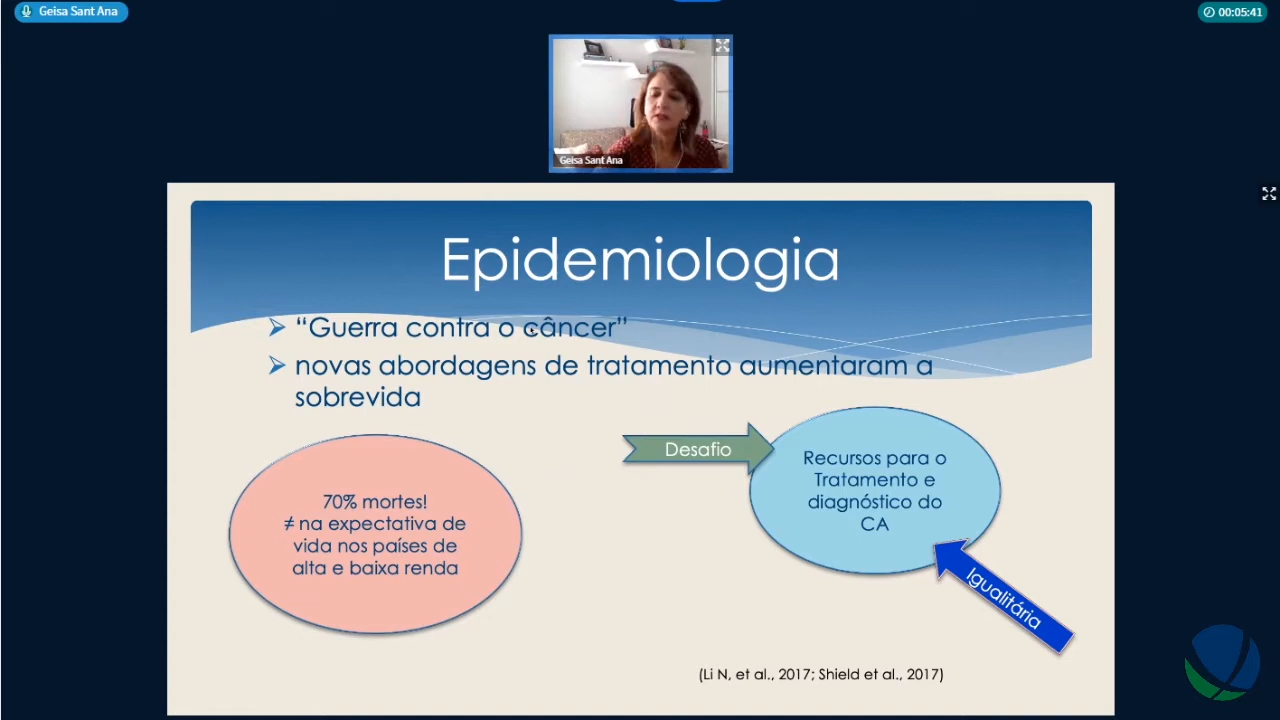 Geisa Sant Ana
00:05:41
Geisa Sant Ana
Epidemiologia
“Guerra contra o câncer”
novas abordagens de tratamento aumentaram a
sobrevida
70% mortes!
≠ na expectativa de
vida nos países de
alta e baixa renda
Desafio
Recursos para o
Tratamento e
diagnóstico do
CA
Igualitária
(Li N, et al., 2017; Shield et al., 2017)